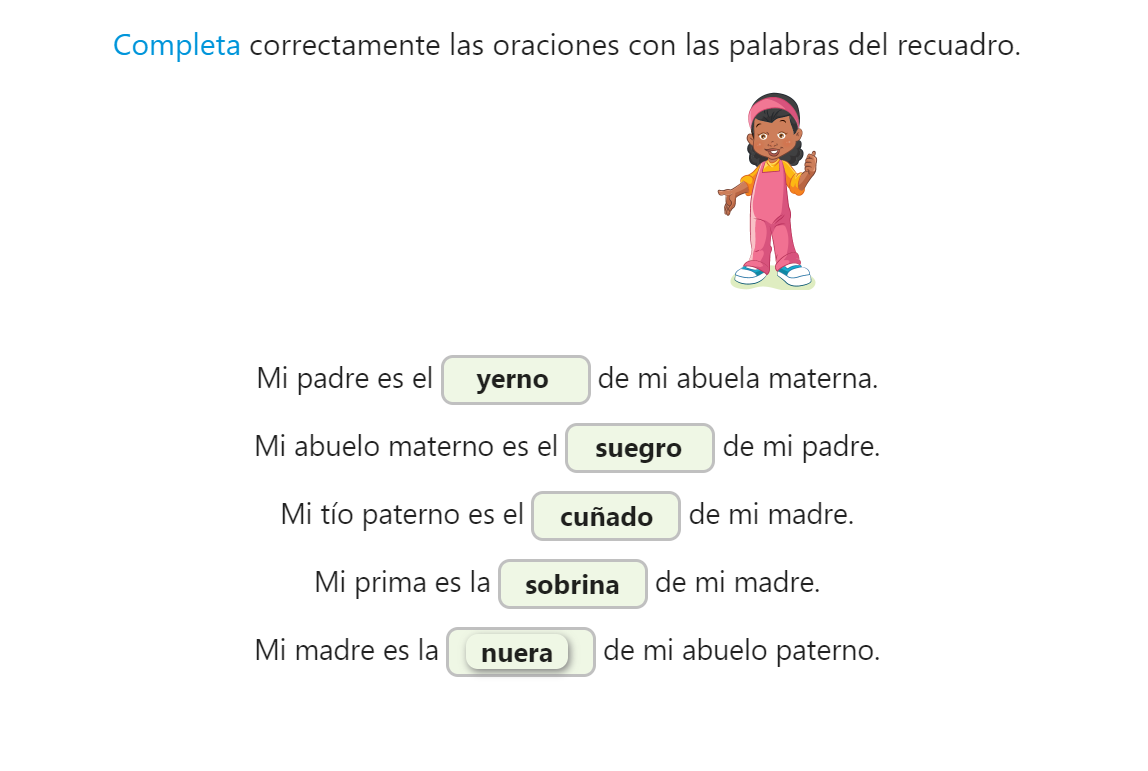 Completa correctamente las oraciones con las palabras del recuadro.
Mi padre es el yerno de mi abuela materna.
Mi abuelo materno es el suegro de mi padre.
Mi tío paterno es el cuñado de mi madre.
Mi prima es la sobrina de mi madre.
Mi madre es la nuera de mi abuelo paterno.